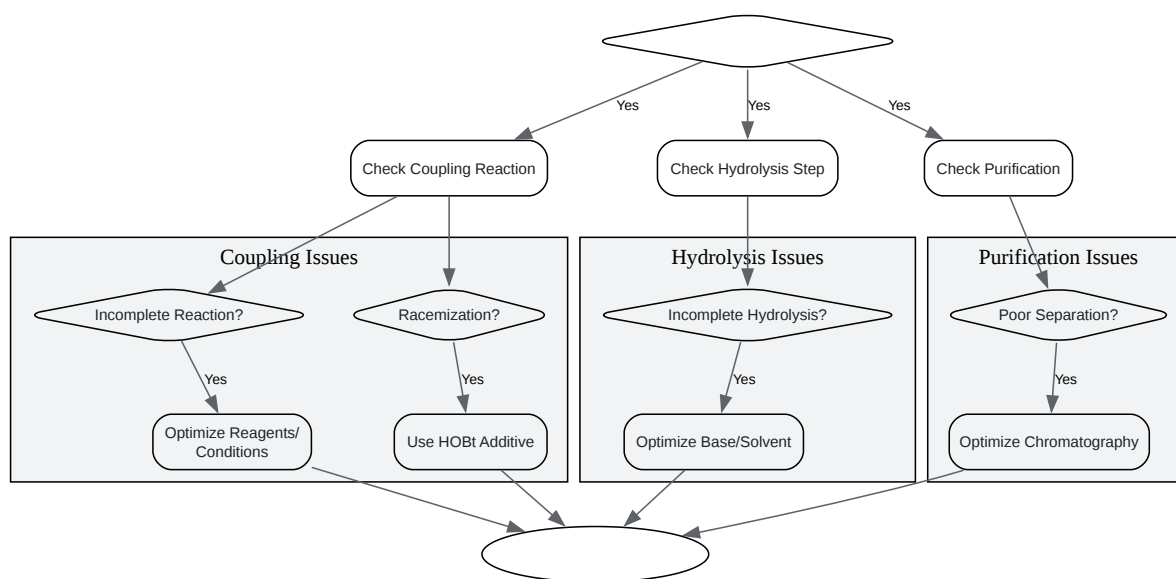 Yes
Yes
Yes
Check Coupling Reaction
Check Hydrolysis Step
Check Purification
Coupling Issues
Hydrolysis Issues
Purification Issues
Incomplete Reaction?
Racemization?
Incomplete Hydrolysis?
Poor Separation?
Yes
Yes
Yes
Yes
Optimize Reagents/
Conditions
Use HOBt Additive
Optimize Base/Solvent
Optimize Chromatography